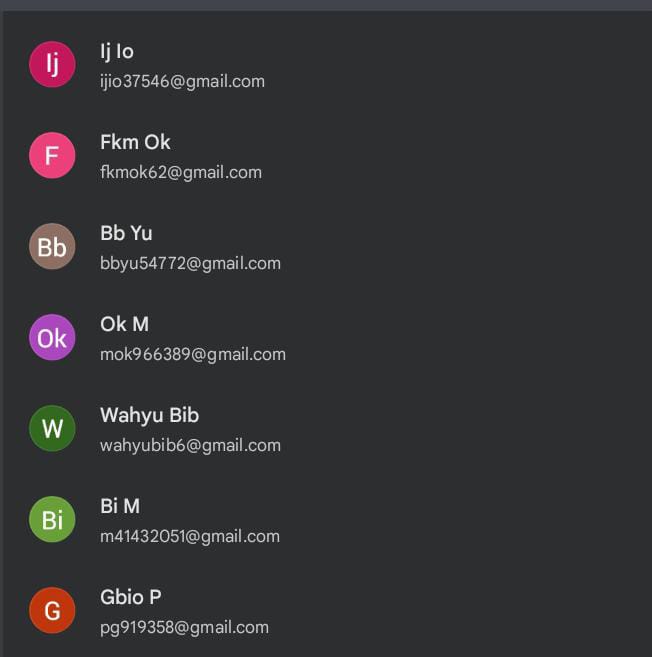 Ij
Ij Io
ijio37546@gmail.com
F
Fkm Ok
fkmok62@gmail.com
Bb
Bb Yu
bbyu54772@gmail.com
Ok
Ok M
mok966389@gmail.com
W
Wahyu Bib
wahyubib6@gmail.com
Bi
Bi M
m41432051@gmail.com
G
Gbio P
pg919358@gmail.com